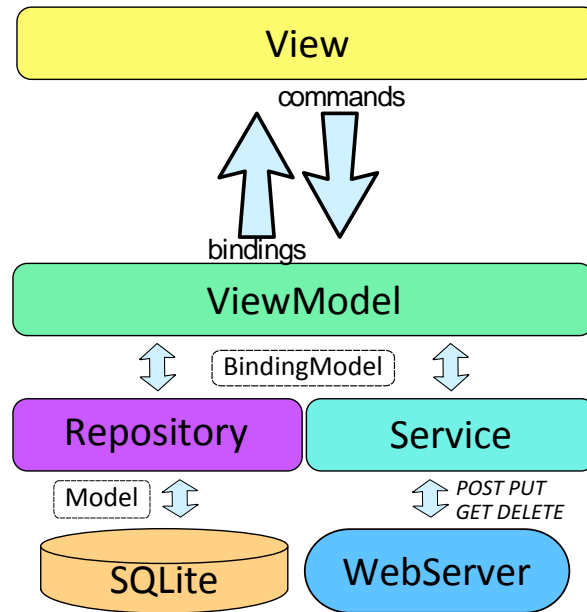 View
commands
bindings
ViewModel
BindingModel
Repository
Service
Model
POST PUT
GET DELETE
SQLite
WebServer